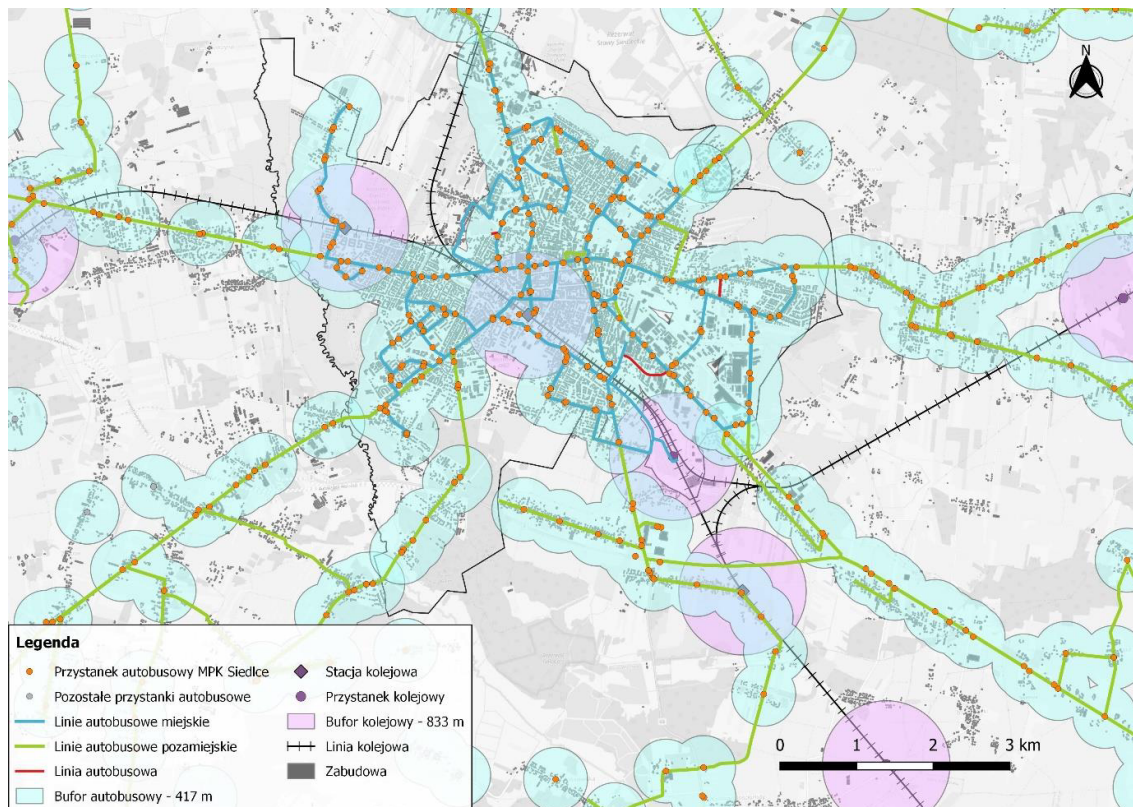 N
Legenda
Przystanek autobusowy MPK Siedlce
Pozostałe przystanki autobusowe
Linie autobusowe miejskie
Linie autobusowe pozamiejskie
Linia autobusowa
Bufor autobusowy - 417 m
Stacja kolejowa
Przystanek kolejowy
Bufor kolejowy - 833 m
Linia kolejowa
Zabudowa
0 1 2 3 km